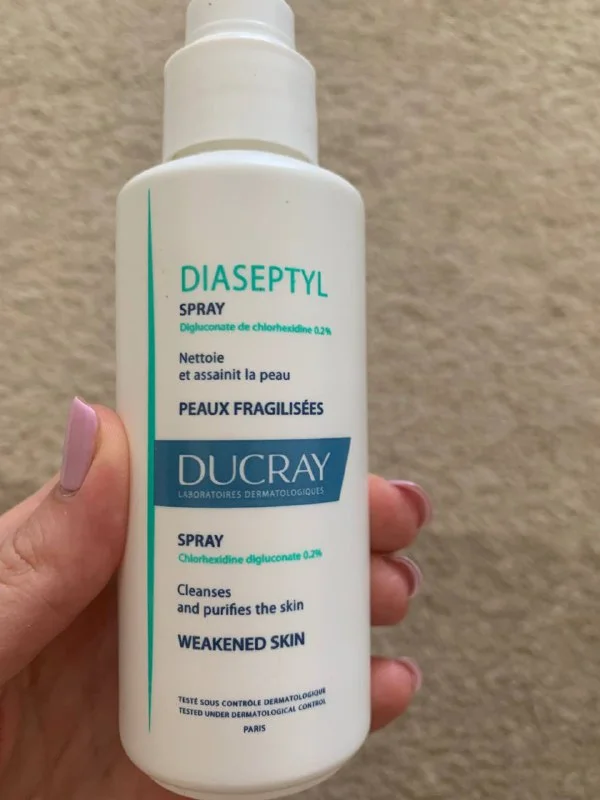 DIASEPTYL
SPRAY
Digluconate de chlorhexidine 0.2%
Nettoie
et assainit la peau
PEAUX FRAGILISÉES
DUCRAY
LABORATOIRES DERMATOLOGIQUES
SPRAY
Chlorhexidine digluconate 0.2%
Cleanses
and purifies the skin
WEAKENED SKIN
TESTÉ SOUS CONTRÔLE DERMATOLOGIQUE
TESTED UNDER DERMATOLOGICAL CONTROL
PARIS